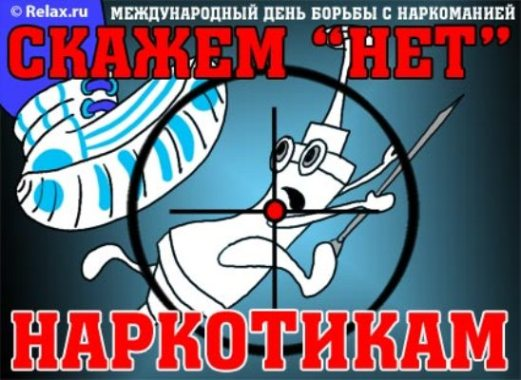 © Relax.ru
МЕЖДУНАРОДНЫЙ ДЕНЬ БОРЬБЫ С НАРКОМАНИЕЙ
СКАЖЕМ "НЕТ"
НАРКОТИКАМ